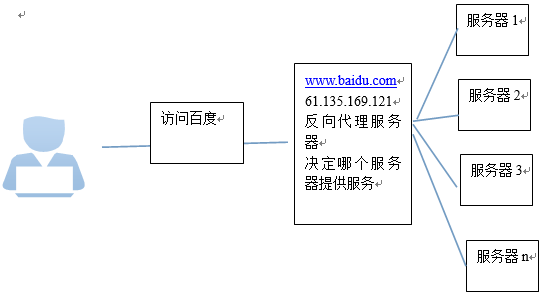 访问百度
www.baidu.com
61.135.169.121
反向代理服务
器
决定哪个服务
器提供服务
服务器 1
服务器 2
服务器 3
服务器 n